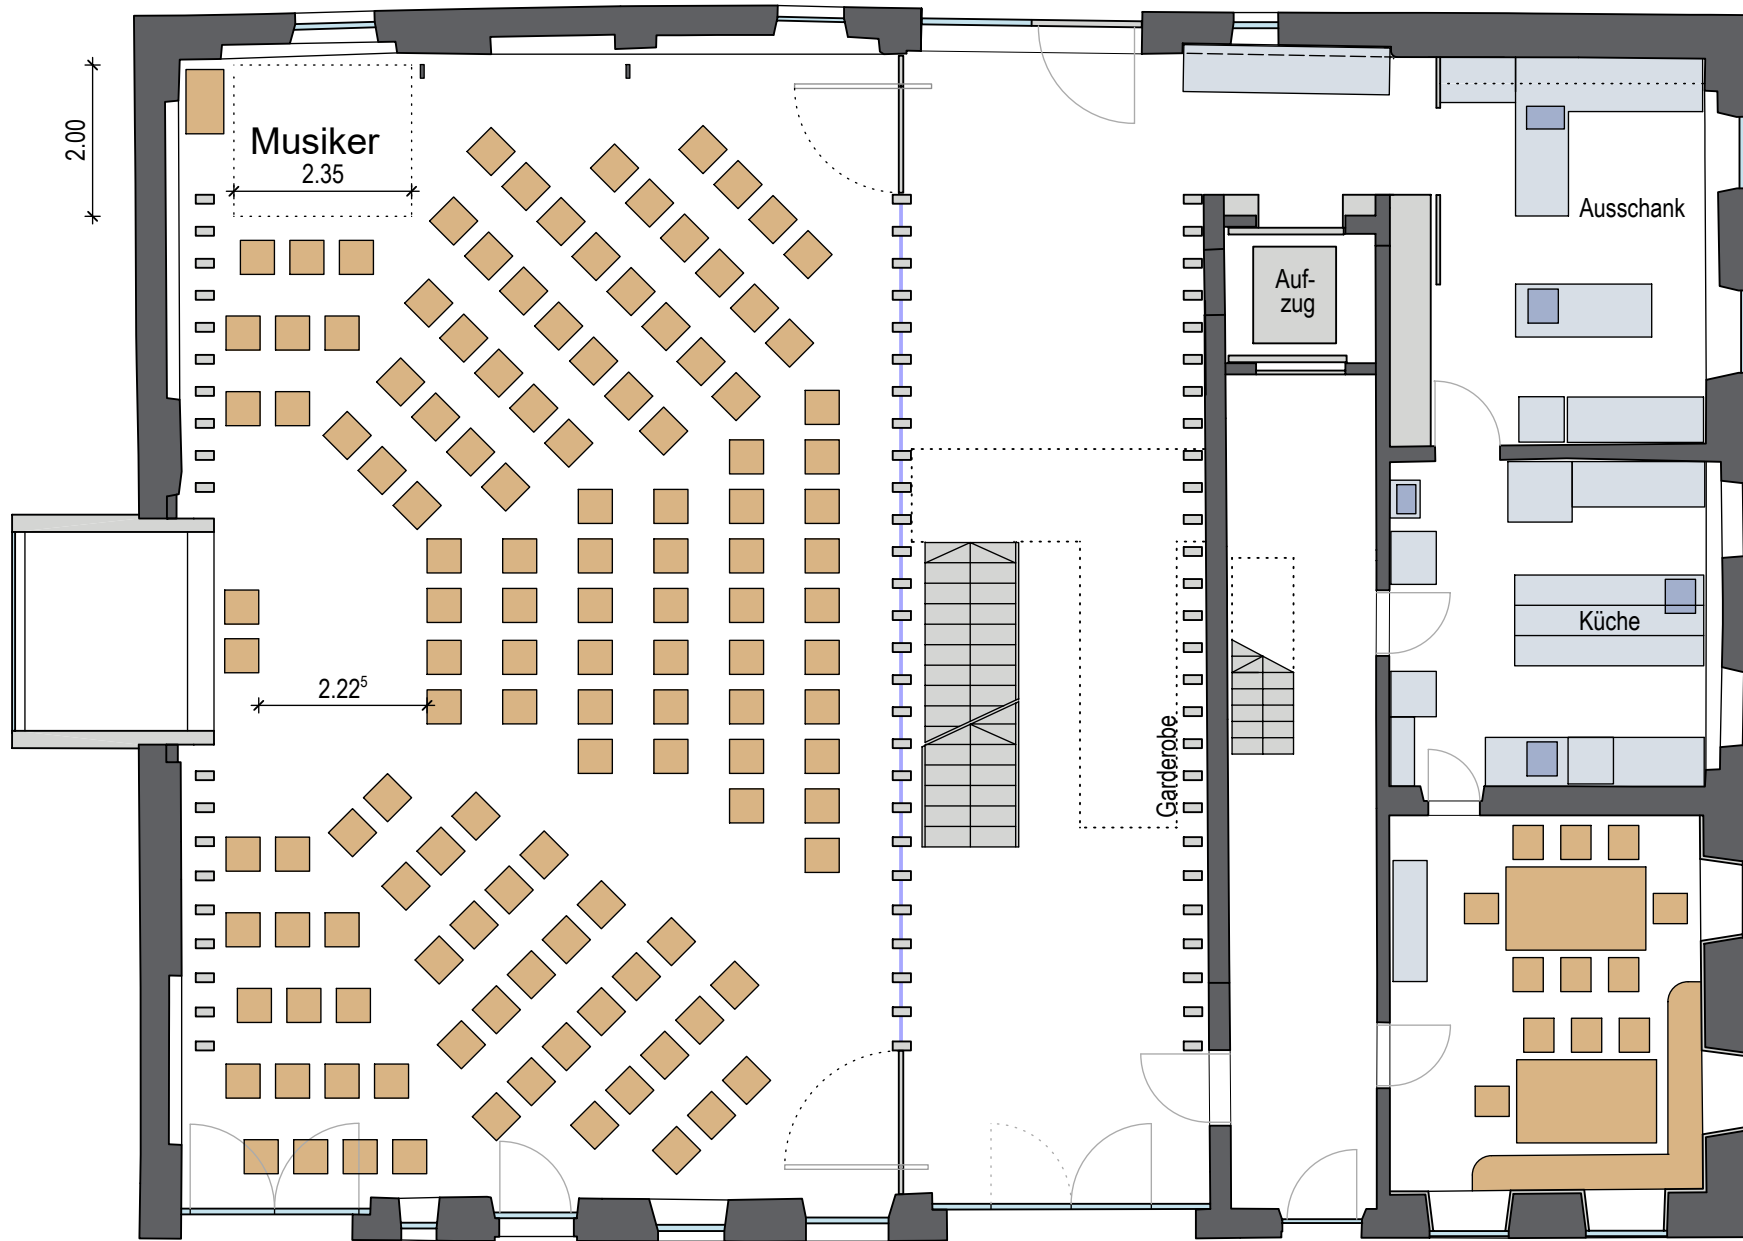 2.00
Musiker
2.35
Ausschank
Auf-
zug
Küche
2.22⁵
Garderobe